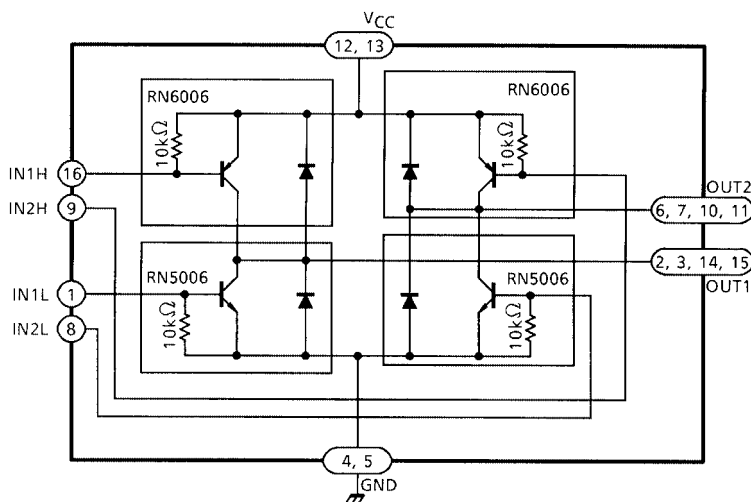 VCC
12, 13
RN6006
RN6006
10kΩ
10kΩ
IN1H 16
IN2H 9
OUT2
6, 7, 10, 11
2, 3, 14, 15
OUT1
RN5006
RN5006
IN1L 1
IN2L 8
10kΩ
10kΩ
4, 5
GND